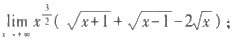 lim x^{3/2}( √(x+1) + √(x−1) − 2√x ) ;
x→+∞